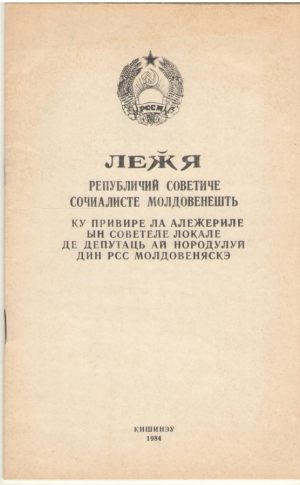 РССМ
ЛЕӁЯ
РЕПУБЛИЧИЙ СОВЕТИЧЕ
СОЧИАЛИСТЕ МОЛДОВЕНЕШТЬ
КУ ПРИВИРЕ ЛА АЛЕЖЕРИЛЕ
ЫН СОВЕТЕЛЕ ЛОКАЛЕ
ДЕ ДЕПУТАЦЬ АЙ НОРОДУЛУЙ
ДИН РСС МОЛДОВЕНЯСКЭ
КИШИНЭУ
1984